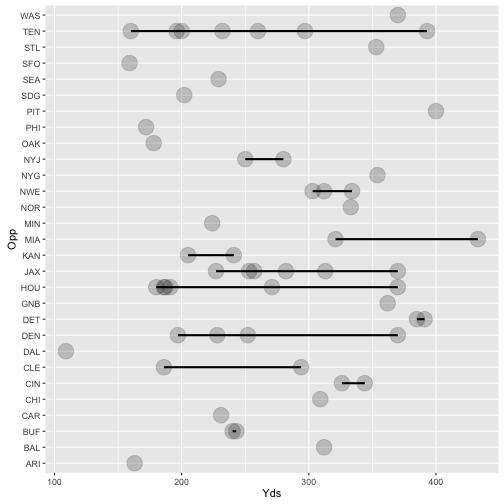 WAS
TEN
STL
SFO
SEA
SDG
PIT
PHI
OAK
NYJ
NYG
NWE
NOR
MIN
MIA
KAN
JAX
HOU
GNB
DET
DEN
DAL
CLE
CIN
CHI
CAR
BUF
BAL
ARI
Opp
100 200 300 400
Yds